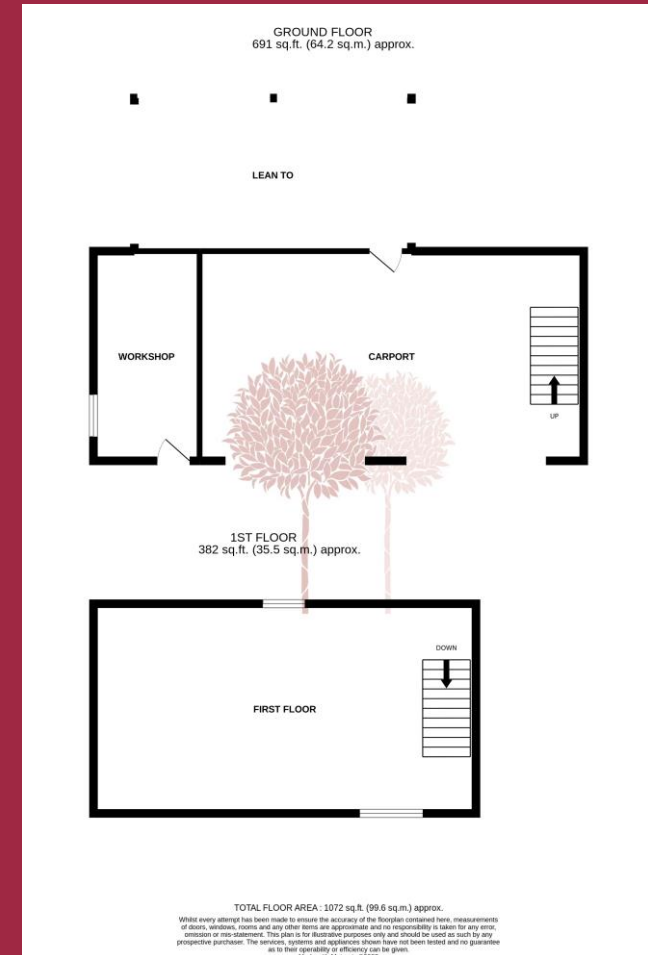 GROUND FLOOR
691 sq.ft. (64.2 sq.m.) approx.
LEAN TO
WORKSHOP
CARPORT
UP
1ST FLOOR
382 sq.ft. (35.5 sq.m.) approx.
DOWN
FIRST FLOOR
TOTAL FLOOR AREA : 1072 sq.ft. (99.6 sq.m.) approx.
Whilst every attempt has been made to ensure the accuracy of the floorplan contained here, measurements
of doors, windows, rooms and any other items are approximate and no responsibility is taken for any error,
omission or mis-statement. This plan is for illustrative purposes only and should be used as such by any
prospective purchaser. The services, systems and appliances shown have not been tested and no guarantee
as to their operability or efficiency can be given.